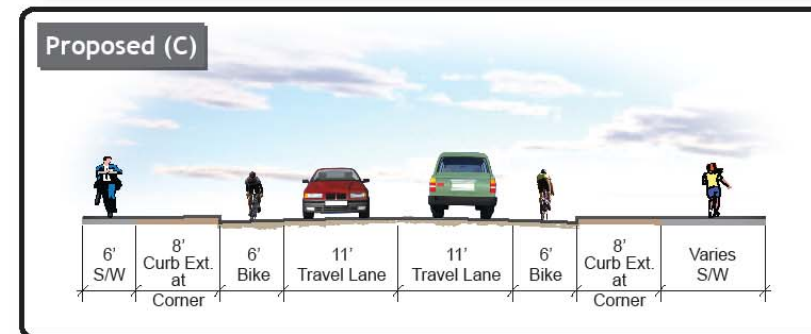 Proposed (C)
6'
S/W
8'
Curb Ext.
at
Corner
6'
Bike
11'
Travel Lane
11'
Travel Lane
6'
Bike
8'
Curb Ext.
at
Corner
Varies
S/W